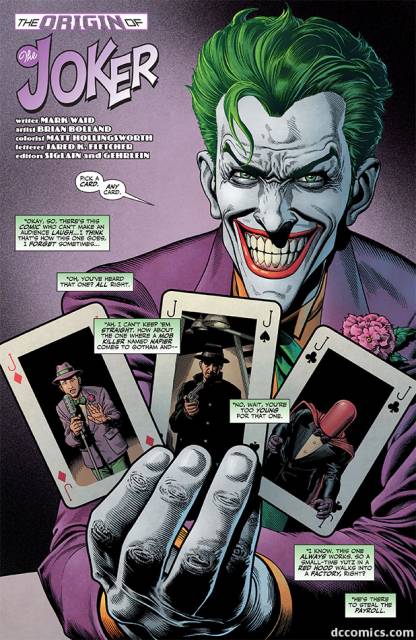 THE ORIGIN OF
The
JOKER
writer MARK WAID
artist BRIAN BOLLAND
colorist MATT HOLLINGSWORTH
letterer JARED K. FLETCHER
editors SIGLAIN and GEHRLEIN
PICK A
CARD.
ANY
CARD.
"OKAY, SO, THERE'S THIS
COMIC WHO CAN'T MAKE AN
AUDIENCE LAUGH...I THINK
THAT'S HOW THIS ONE GOES,
I FORGET SOMETIMES...
"OH, YOU'VE HEARD
THAT ONE? ALL RIGHT.
"AH, I CAN'T KEEP 'EM
STRAIGHT. HOW ABOUT
THE ONE WHERE A MOB
KILLER NAMED NAPIER
COMES TO GOTHAM AND--
J
J
J
"NO, WAIT, YOU'RE
TOO YOUNG
FOR THAT ONE.
J
J
"I KNOW. THIS ONE
ALWAYS WORKS. SO A
SMALL-TIME YUTZ IN A
RED HOOD WALKS INTO
A FACTORY, RIGHT?
"HE'S THERE
TO STEAL THE
PAYROLL.
dccomics.com